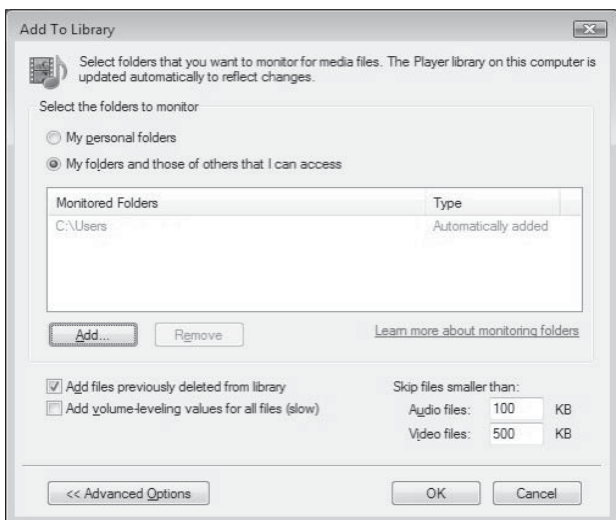 Add To Library
Select folders that you want to monitor for media files. The Player library on this computer is
updated automatically to reflect changes.
Select the folders to monitor
My personal folders
My folders and those of others that I can access
Monitored Folders Type
C:\Users Automatically added
Add... Remove Learn more about monitoring folders
Add files previously deleted from library Skip files smaller than:
Add volume-leveling values for all files (slow) Audio files: 100 KB
Video files: 500 KB
<< Advanced Options OK Cancel